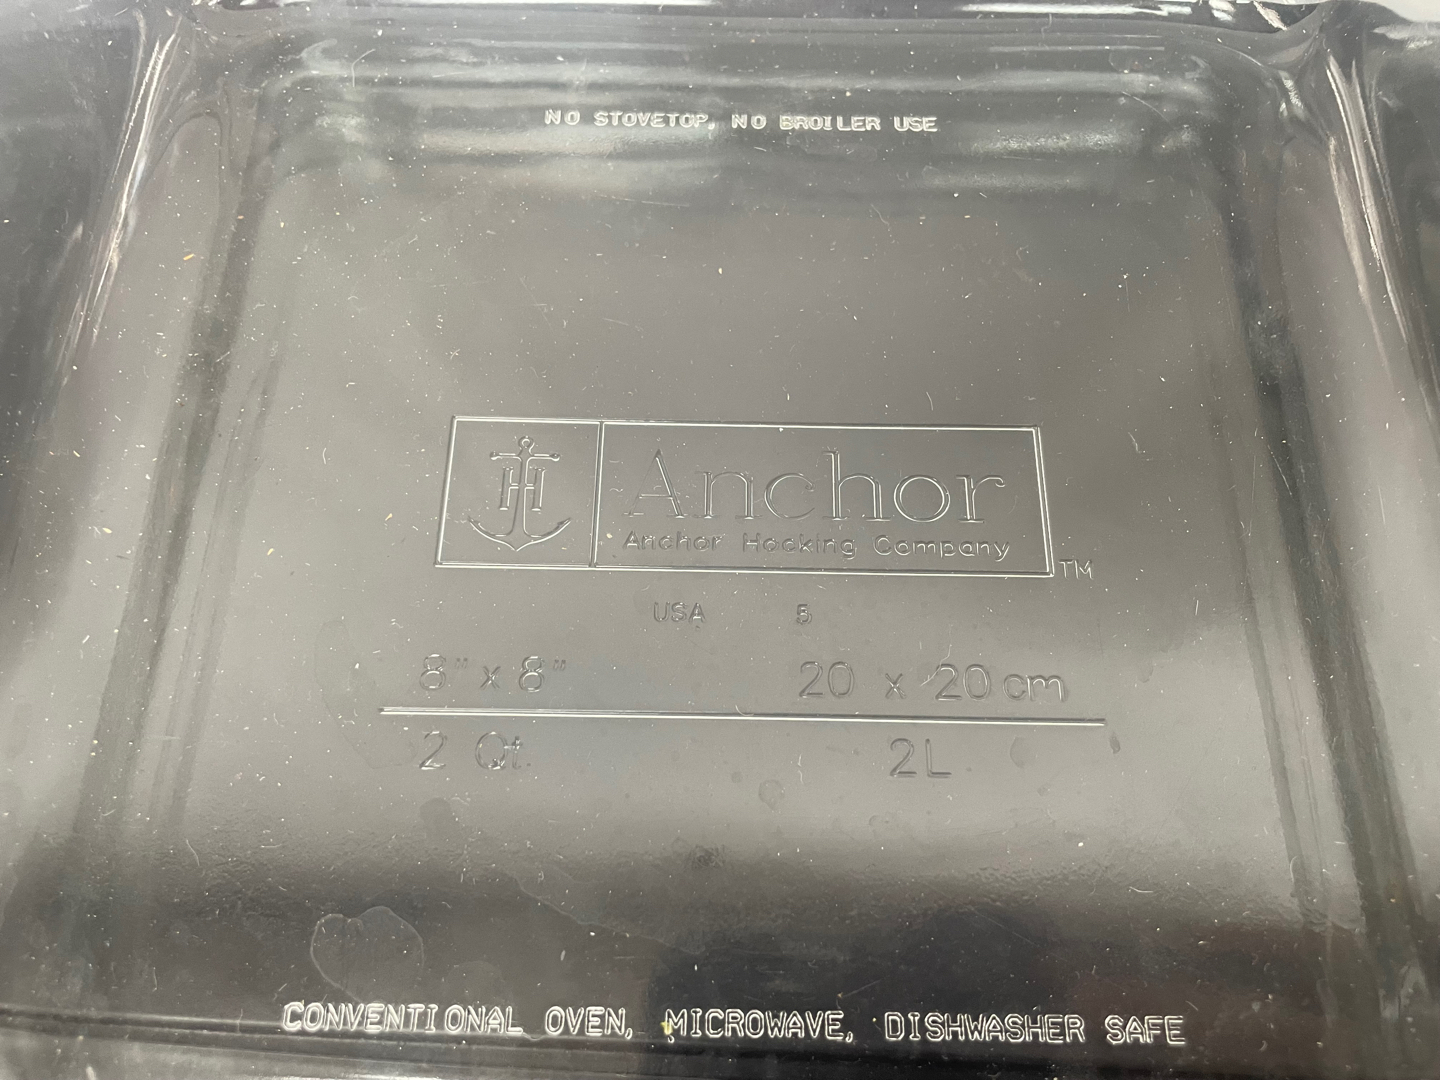 NO STOVETOP, NO BROILER USE
Anchor
Anchor Hocking Company
TM
USA 5
8" x 8" 20 x 20 cm
2 Qt. 2L
CONVENTIONAL OVEN, MICROWAVE, DISHWASHER SAFE